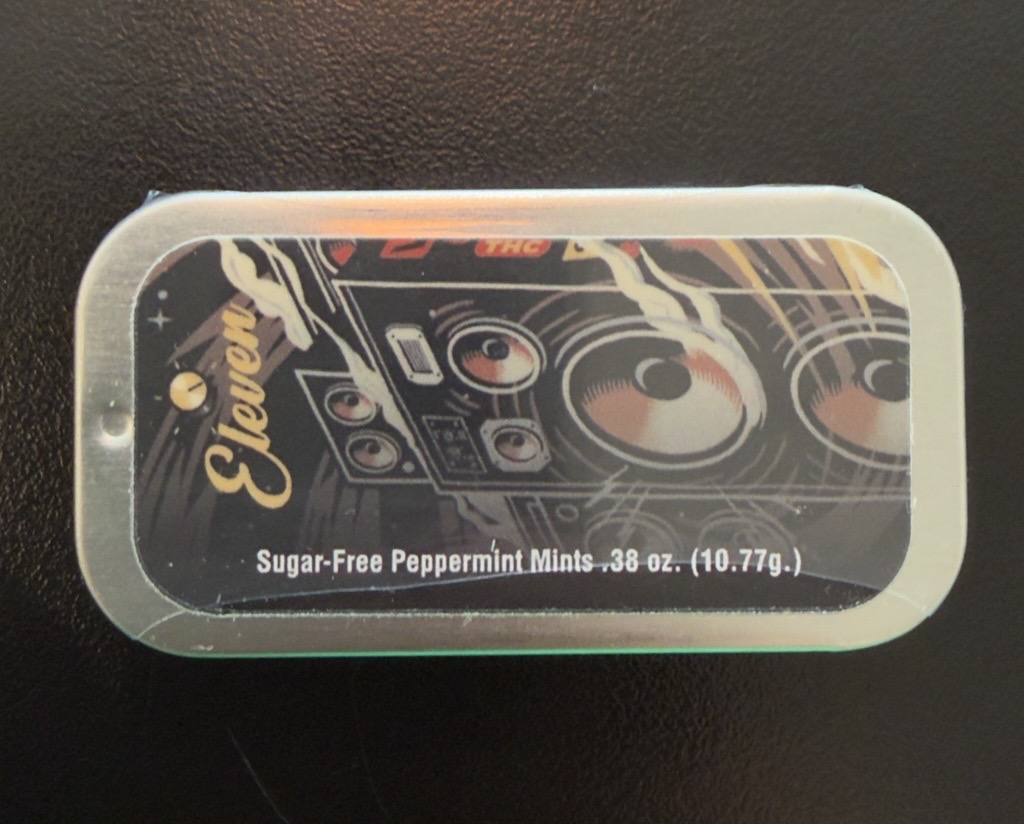 THC
Eleven
Sugar-Free Peppermint Mints .38 oz. (10.77g.)